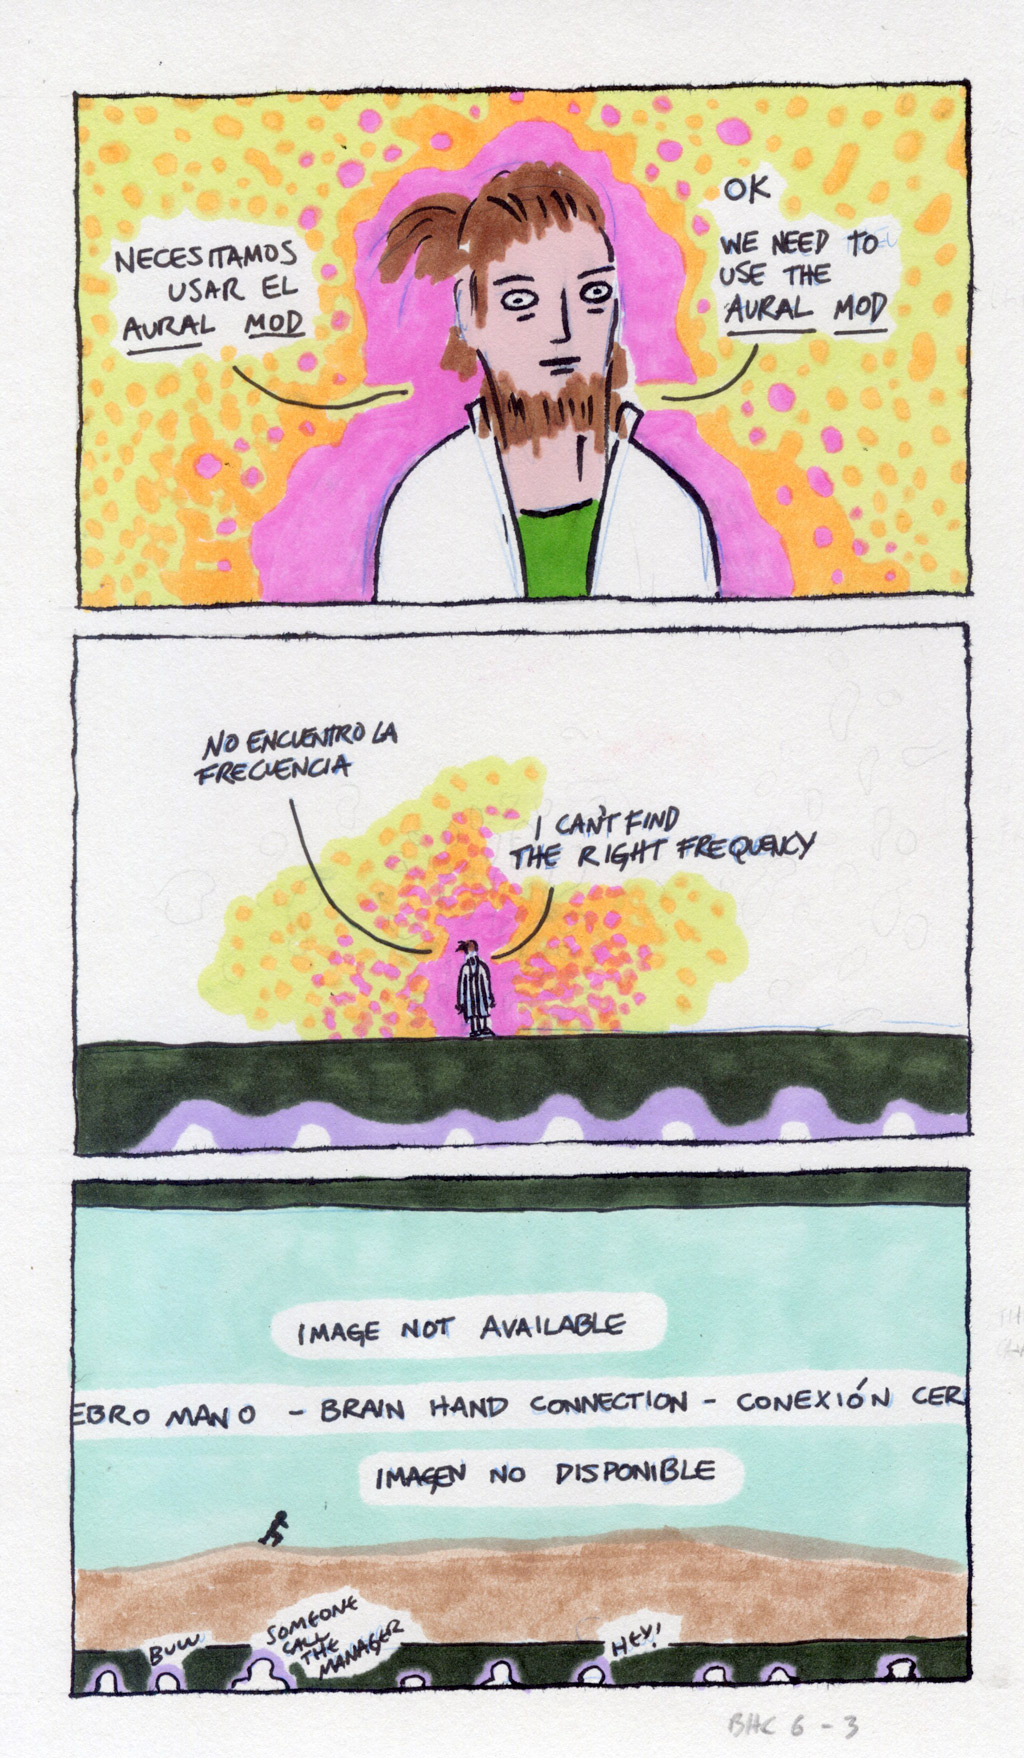 NECESITAMOS
USAR EL
AURAL MOD
OK
WE NEED TO
USE THE
AURAL MOD
NO ENCUENTRO LA
FRECUENCIA
I CAN'T FIND
THE RIGHT FREQUENCY
IMAGE NOT AVAILABLE
EBRO MANO - BRAIN HAND CONNECTION - CONEXIÓN CER
IMAGEN NO DISPONIBLE
SOMEONE
CALL
THE
MANAGER
HEY!
BHC 6-3